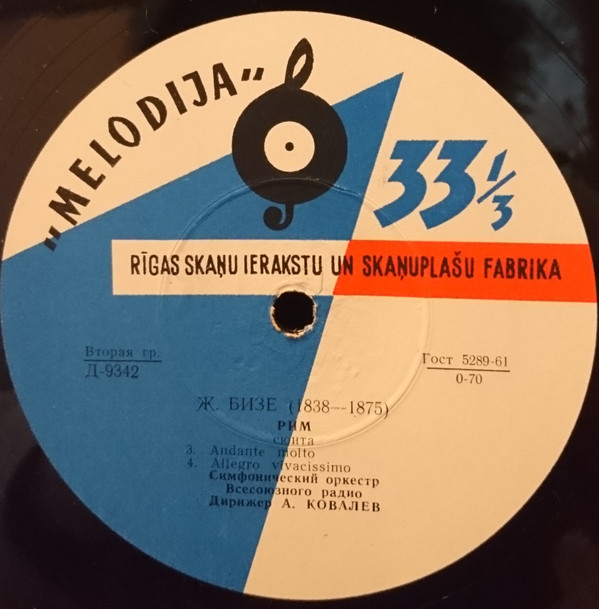 „MELODIJA”
33 1/3
RĪGAS SKAŅU IERAKSTU UN SKAŅUPLAŠU FABRIKA
Вторая гр.
Д-9342
Гост 5289-61
0-70
Ж. БИЗЕ (1838—1875)
РИМ
сюита
3. Andante molto
4. Allegro vivacissimo
Симфонический оркестр
Всесоюзного радио
Дирижер А. КОВАЛЕВ